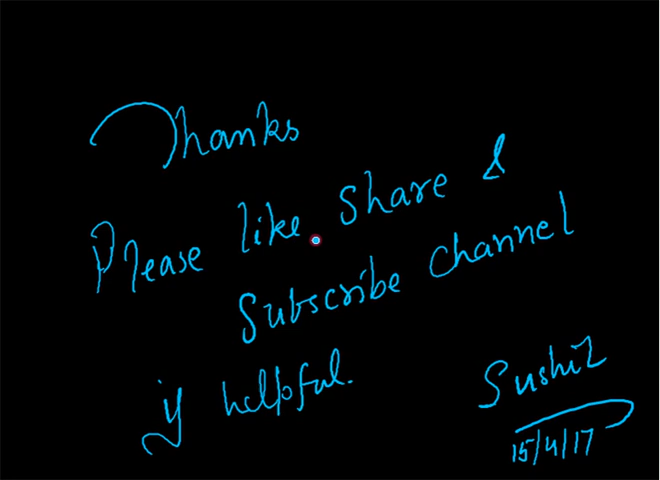 Thanks
Please like. Share &
Subscribe Channel
if helpful.
Sushil
15/4/17